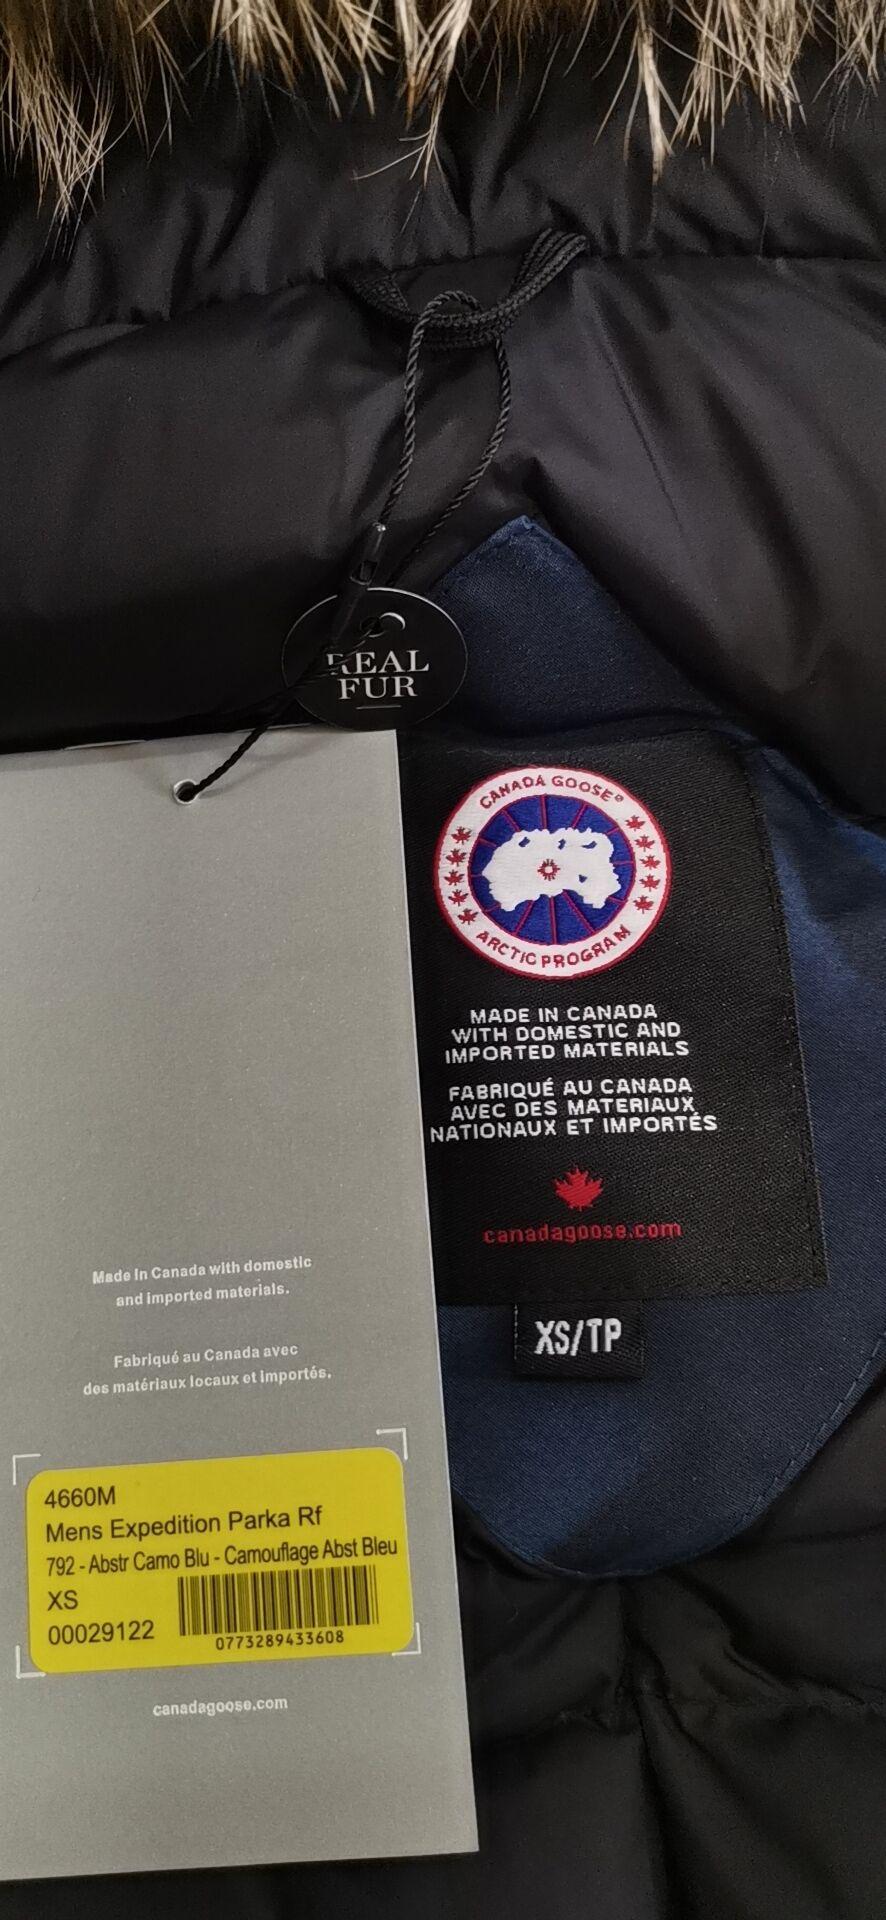 REAL
FUR
CANADA GOOSE®
ARCTIC PROGRAM
MADE IN CANADA
WITH DOMESTIC AND
IMPORTED MATERIALS
FABRIQUÉ AU CANADA
AVEC DES MATERIAUX
NATIONAUX ET IMPORTÉS
canadagoose.com
XS/TP
Made In Canada with domestic
and imported materials.
Fabriqué au Canada avec
des matériaux locaux et importés.
4660M
Mens Expedition Parka Rf
792 - Abstr Camo Blu - Camouflage Abst Bleu
XS
00029122
0773289433608
canadagoose.com